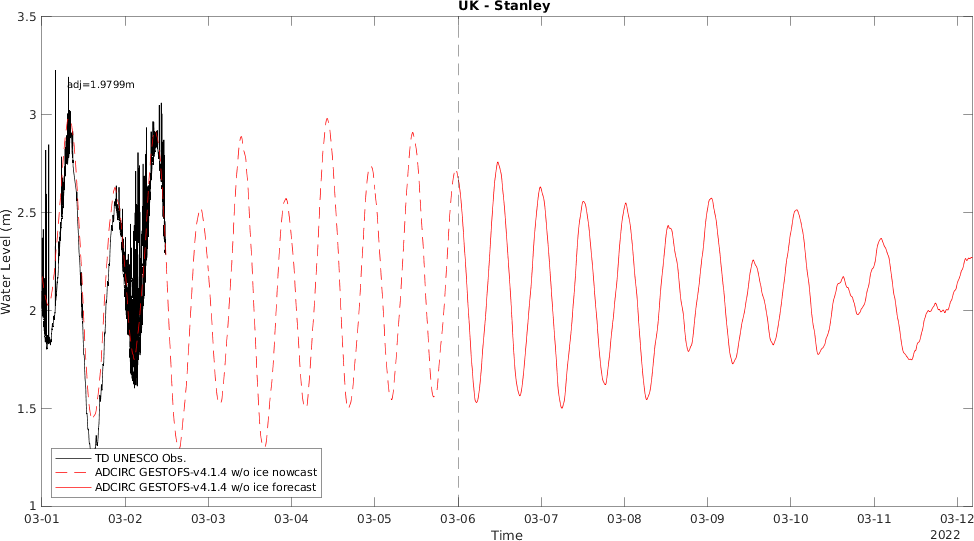 UK - Stanley
3.5
adj=1.9799m
3
2.5
Water Level (m)
2
1.5
TD UNESCO Obs.
ADCIRC GESTOFS-v4.1.4 w/o ice nowcast
ADCIRC GESTOFS-v4.1.4 w/o ice forecast
1
03-01 03-02 03-03 03-04 03-05 03-06 03-07 03-08 03-09 03-10 03-11 03-12
Time
2022